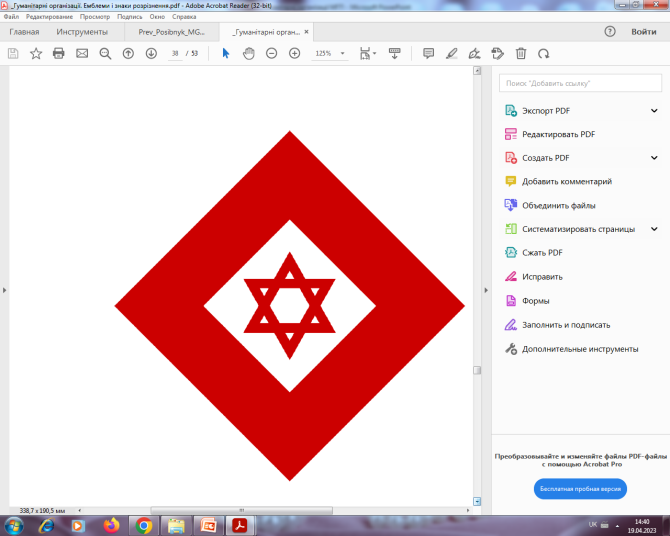 _Гуманітарні організації. Емблеми і знаки розрізнення.pdf - Adobe Acrobat Reader (32-bit)
Файл Редактирование Просмотр Подпись Окно Справка
Главная Инструменты Prev_Posibnyk_MG... _Гуманітарні орган... × Войти
38 / 53 125%
Поиск "Добавить ссылку"
Экспорт PDF
Редактировать PDF
Создать PDF
Добавить комментарий
Объединить файлы
Систематизировать страницы
Сжать PDF
Исправить
Формы
Заполнить и подписать
Дополнительные инструменты
Преобразовывайте и изменяйте файлы PDF-файлы
с помощью Acrobat Pro
Бесплатная пробная версия
338,7 x 190,5 мм
UK 14:40
19.04.2023